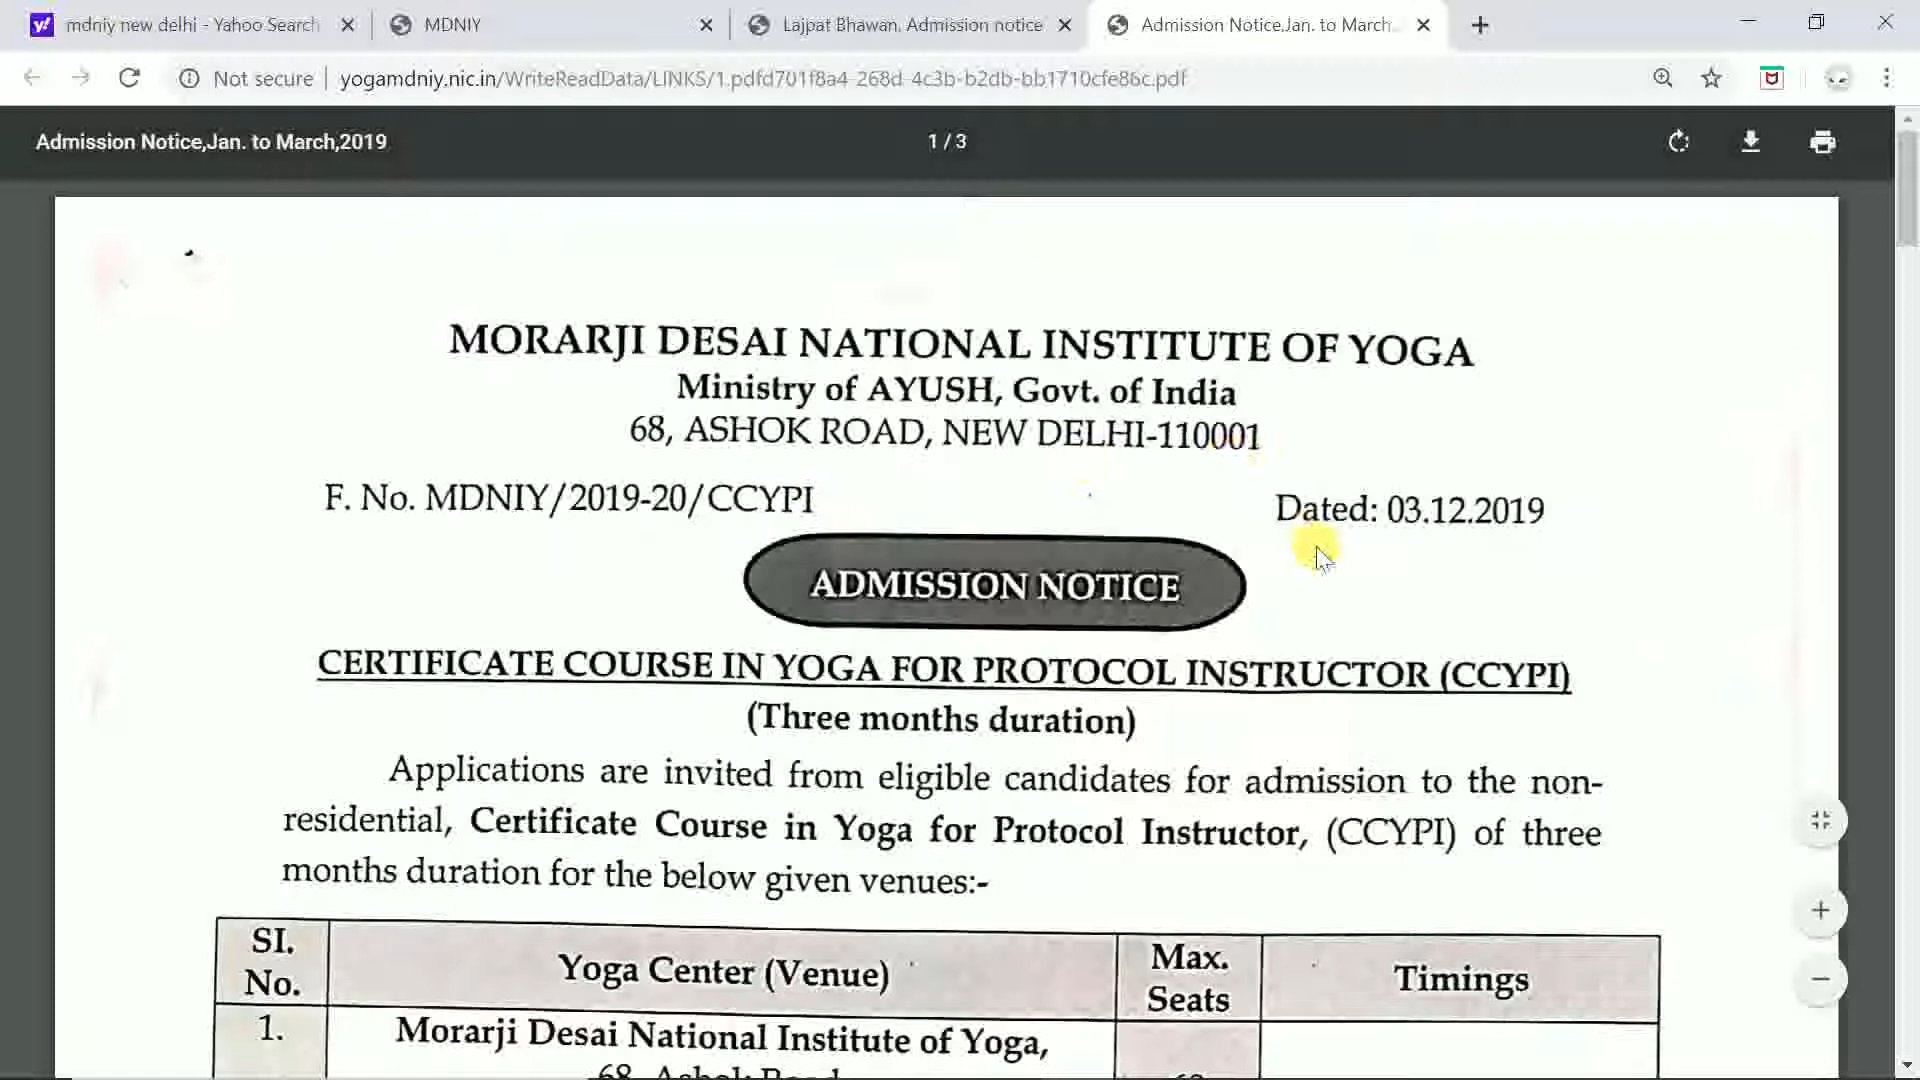 mdniy new delhi - Yahoo Search
MDNIY
Lajpat Bhawan, Admission notice
Admission Notice,Jan. to March,
Not secure
yogamdniy.nic.in/WriteReadData/LINKS/1.pdfd701f8a4-268d-4c3b-b2db-bb1710cfe86c.pdf
Admission Notice,Jan. to March,2019
1 / 3
MORARJI DESAI NATIONAL INSTITUTE OF YOGA
Ministry of AYUSH, Govt. of India
68, ASHOK ROAD, NEW DELHI-110001
F. No. MDNIY/2019-20/CCYPI
Dated: 03.12.2019
ADMISSION NOTICE
CERTIFICATE COURSE IN YOGA FOR PROTOCOL INSTRUCTOR (CCYPI)
(Three months duration)
Applications are invited from eligible candidates for admission to the non-
residential, Certificate Course in Yoga for Protocol Instructor, (CCYPI) of three
months duration for the below given venues:-
SI. No.
Yoga Center (Venue)
Max. Seats
Timings
1.
Morarji Desai National Institute of Yoga,
68, Ashok Road